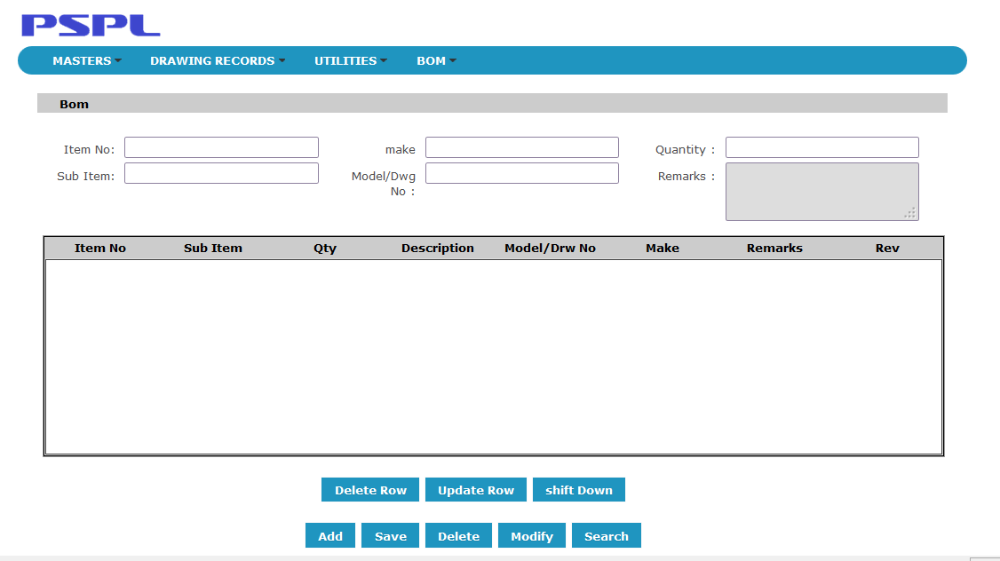 PSPL
MASTERS DRAWING RECORDS UTILITIES BOM
Bom
Item No: make Quantity :
Sub Item: Model/Dwg No : Remarks :
Item No Sub Item Qty Description Model/Drw No Make Remarks Rev
Delete Row Update Row shift Down
Add Save Delete Modify Search